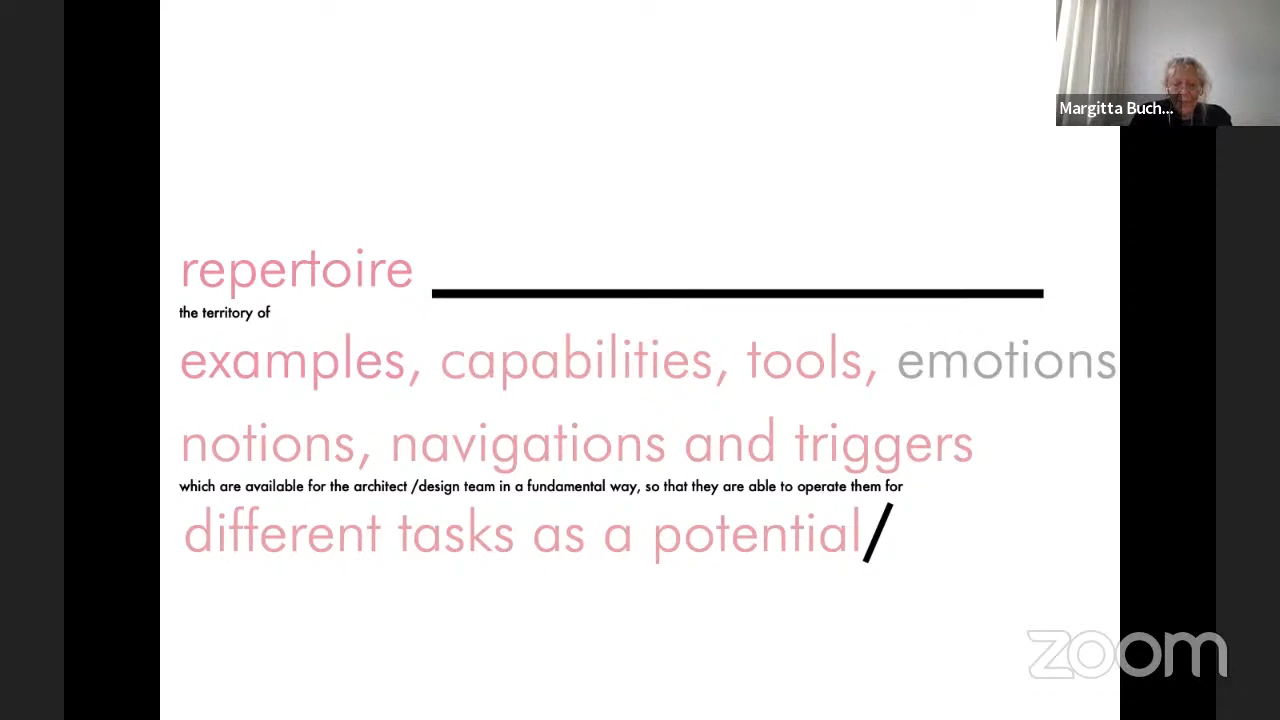 Margitta Buch...
repertoire
the territory of
examples, capabilities, tools, emotions
notions, navigations and triggers
which are available for the architect /design team in a fundamental way, so that they are able to operate them for
different tasks as a potential/
zoom